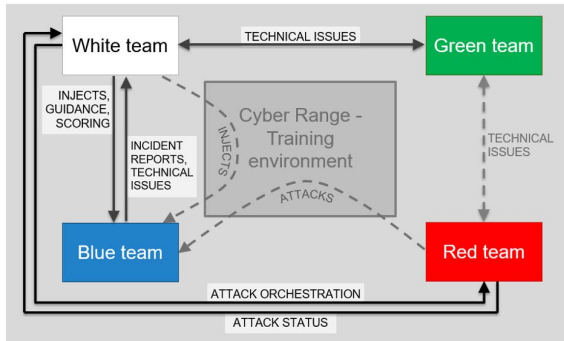 White team
TECHNICAL ISSUES
Green team
INJECTS,
GUIDANCE,
SCORING
INCIDENT
REPORTS,
TECHNICAL
ISSUES
INJECTS
Cyber Range -
Training
environment
ATTACKS
TECHNICAL
ISSUES
Blue team
Red team
ATTACK ORCHESTRATION
ATTACK STATUS